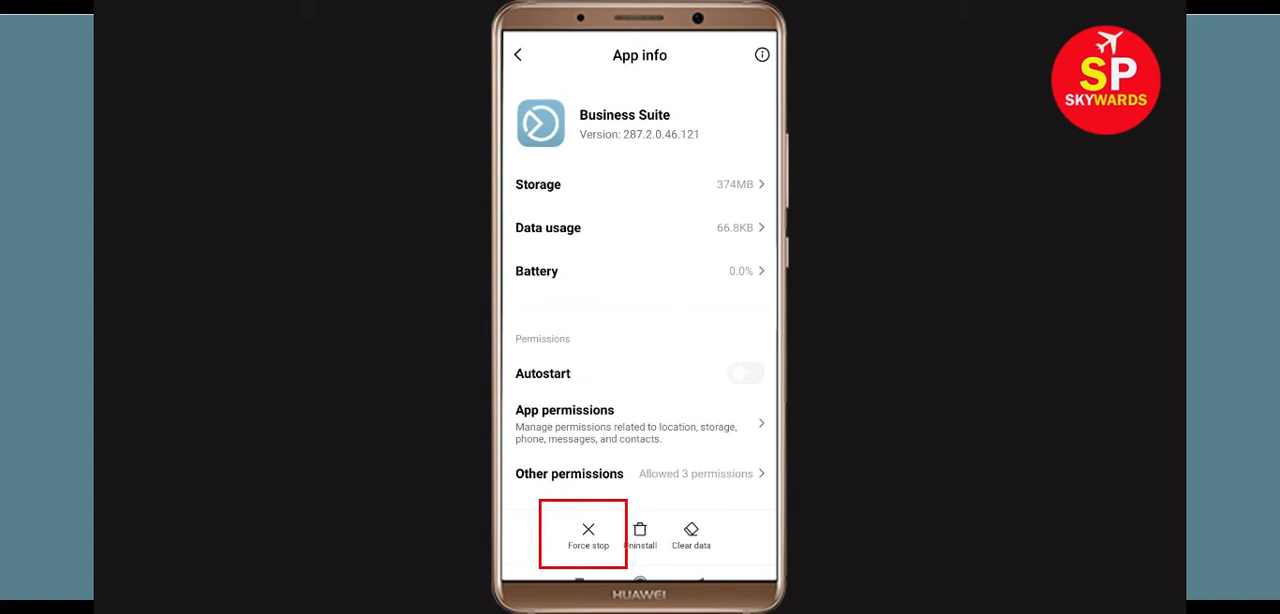 App info
SP
SKYWARDS
Business Suite
Version: 287.2.0.46.121
Storage 374MB
Data usage 66.8KB
Battery 0.0%
Permissions
Autostart
App permissions
Manage permissions related to location, storage,
phone, messages, and contacts.
Other permissions Allowed 3 permissions
Force stop Uninstall Clear data
HUAWEI